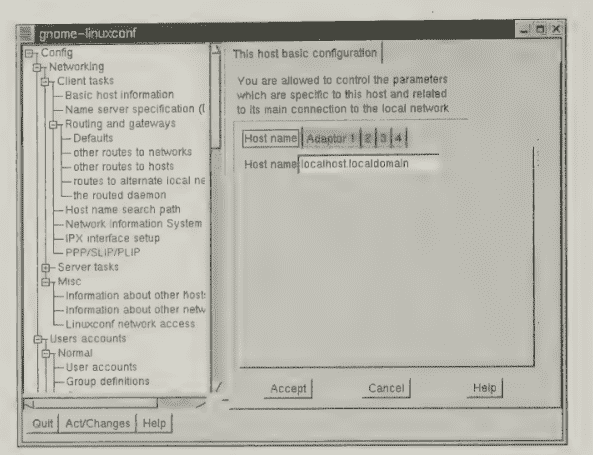 gnome-linuxconf
Config
Networking
Client tasks
Basic host information
Name server specification (
Routing and gateways
Defaults
other routes to networks
other routes to hosts
routes to alternate local ne
the routed daemon
Host name search path
Network Information System
IPX interface setup
PPP/SLIP/PLIP
Server tasks
Misc
Information about other hosts
Information about other netw
Linuxconf network access
Users accounts
Normal
User accounts
Group definitions
This host basic configuration
You are allowed to control the parameters
which are specific to this host and related
to its main connection to the local network
Host name Adaptor 1 2 3 4
Host name localhost.localdomain
Accept Cancel Help
Quit Act/Changes Help